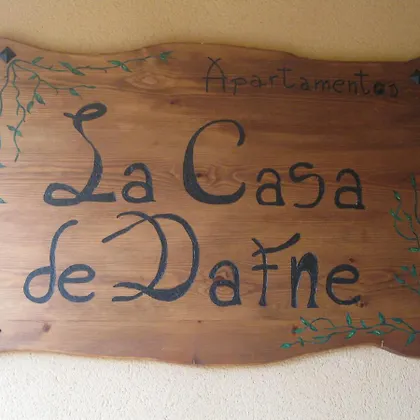 Apartamentos
La Casa
de Dafne